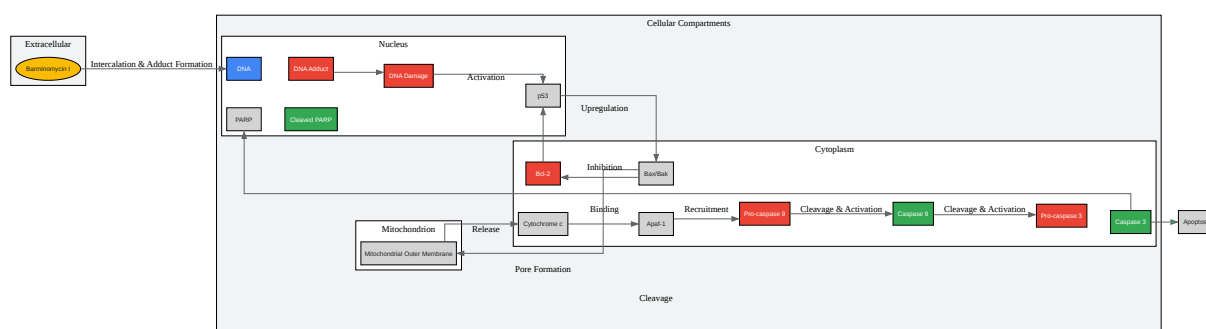 Cellular Compartments
Extracellular
Nucleus
Barminomycin I
Intercalation & Adduct Formation
DNA
DNA Adduct
DNA Damage
Activation
p53
Upregulation
PARP
Cleaved PARP
Cytoplasm
Bcl-2
Inhibition
Bax/Bak
Binding
Pro-caspase 9
Cleavage & Activation
Caspase 9
Cleavage & Activation
Pro-caspase 3
Caspase 3
Apoptos
Mitochondrion
Release
Cytochrome c
Apaf-1
Recruitment
Mitochondrial Outer Membrane
Pore Formation
Cleavage